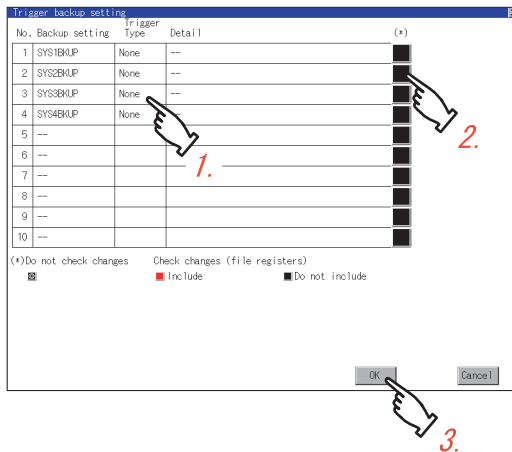 Trigger backup setting
Trigger
No. Backup setting Type Detail (*)
1 SYS1BKUP None --
2 SYS2BKUP None --
3 SYS3BKUP None --
4 SYS4BKUP None --
5 --
6 --
7 --
8 --
9 --
10 --
1.
2.
(*)Do not check changes Check changes (file registers)
Include Do not include
OK Cancel
3.